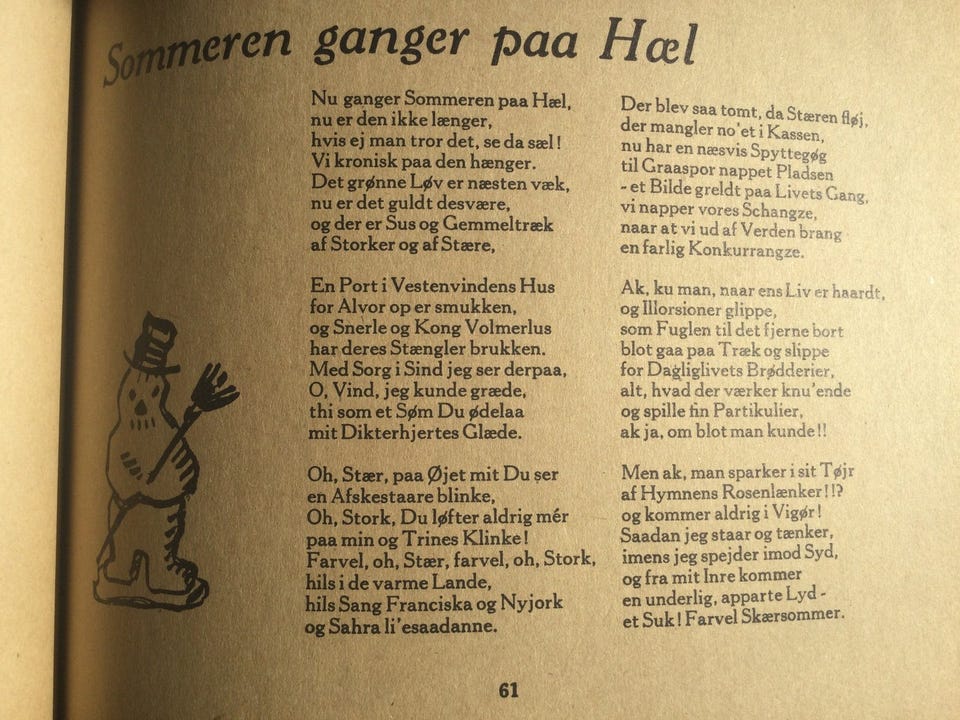 Sommeren ganger paa Hæl
Nu ganger Sommeren paa Hæl,
nu er den ikke længer,
hvis ej man tror det, se da sæl!
Vi kronisk paa den hænger.
Det grønne Løv er næsten væk,
nu er det guldt desvære,
og der er Sus og Gemmeltræk
af Storker og af Stære,
En Port i Vestenvindens Hus
for Alvor op er smukken,
og Snerle og Kong Volmerlus
har deres Stængler brukken.
Med Sorg i Sind jeg ser derpaa,
O, Vind, jeg kunde græde,
thi som et Søm Du ødelaa
mit Dikterhjertes Glæde.
Oh, Stær, paa Øjet mit Du ser
en Afskestaare blinke,
Oh, Stork, Du løfter aldrig mér
paa min og Trines Klinke!
Farvel, oh, Stær, farvel, oh, Stork,
hils i de varme Lande,
hils Sang Franciska og Nyjork
og Sahra li'esaadanne.
Der blev saa tomt, da Stæren fløj,
der mangler no'et i Kassen,
nu har en næsvis Spyttegøg
til Graaspor nappet Pladsen
- et Bilde greldt paa Livets Gang,
vi napper vores Schangze,
naar at vi ud af Verden brang
en farlig Konkurrangze.
Ak, ku man, naar ens Liv er haardt,
og Illorsioner glippe,
som Fuglen til det fjerne bort
blot gaa paa Træk og slippe
for Dagliglivets Brødderier,
alt, hvad der værker knu'ende
og spille fin Partikulier,
ak ja, om blot man kunde!!
Men ak, man sparker i sit Tøjr
af Hymnens Rosenlænker!!?
og kommer aldrig i Vigør!
Saadan jeg staar og tænker,
imens jeg spejder imod Syd,
og fra mit Inre kommer
en underlig, apparte Lyd -
et Suk! Farvel Skærsommer.
61